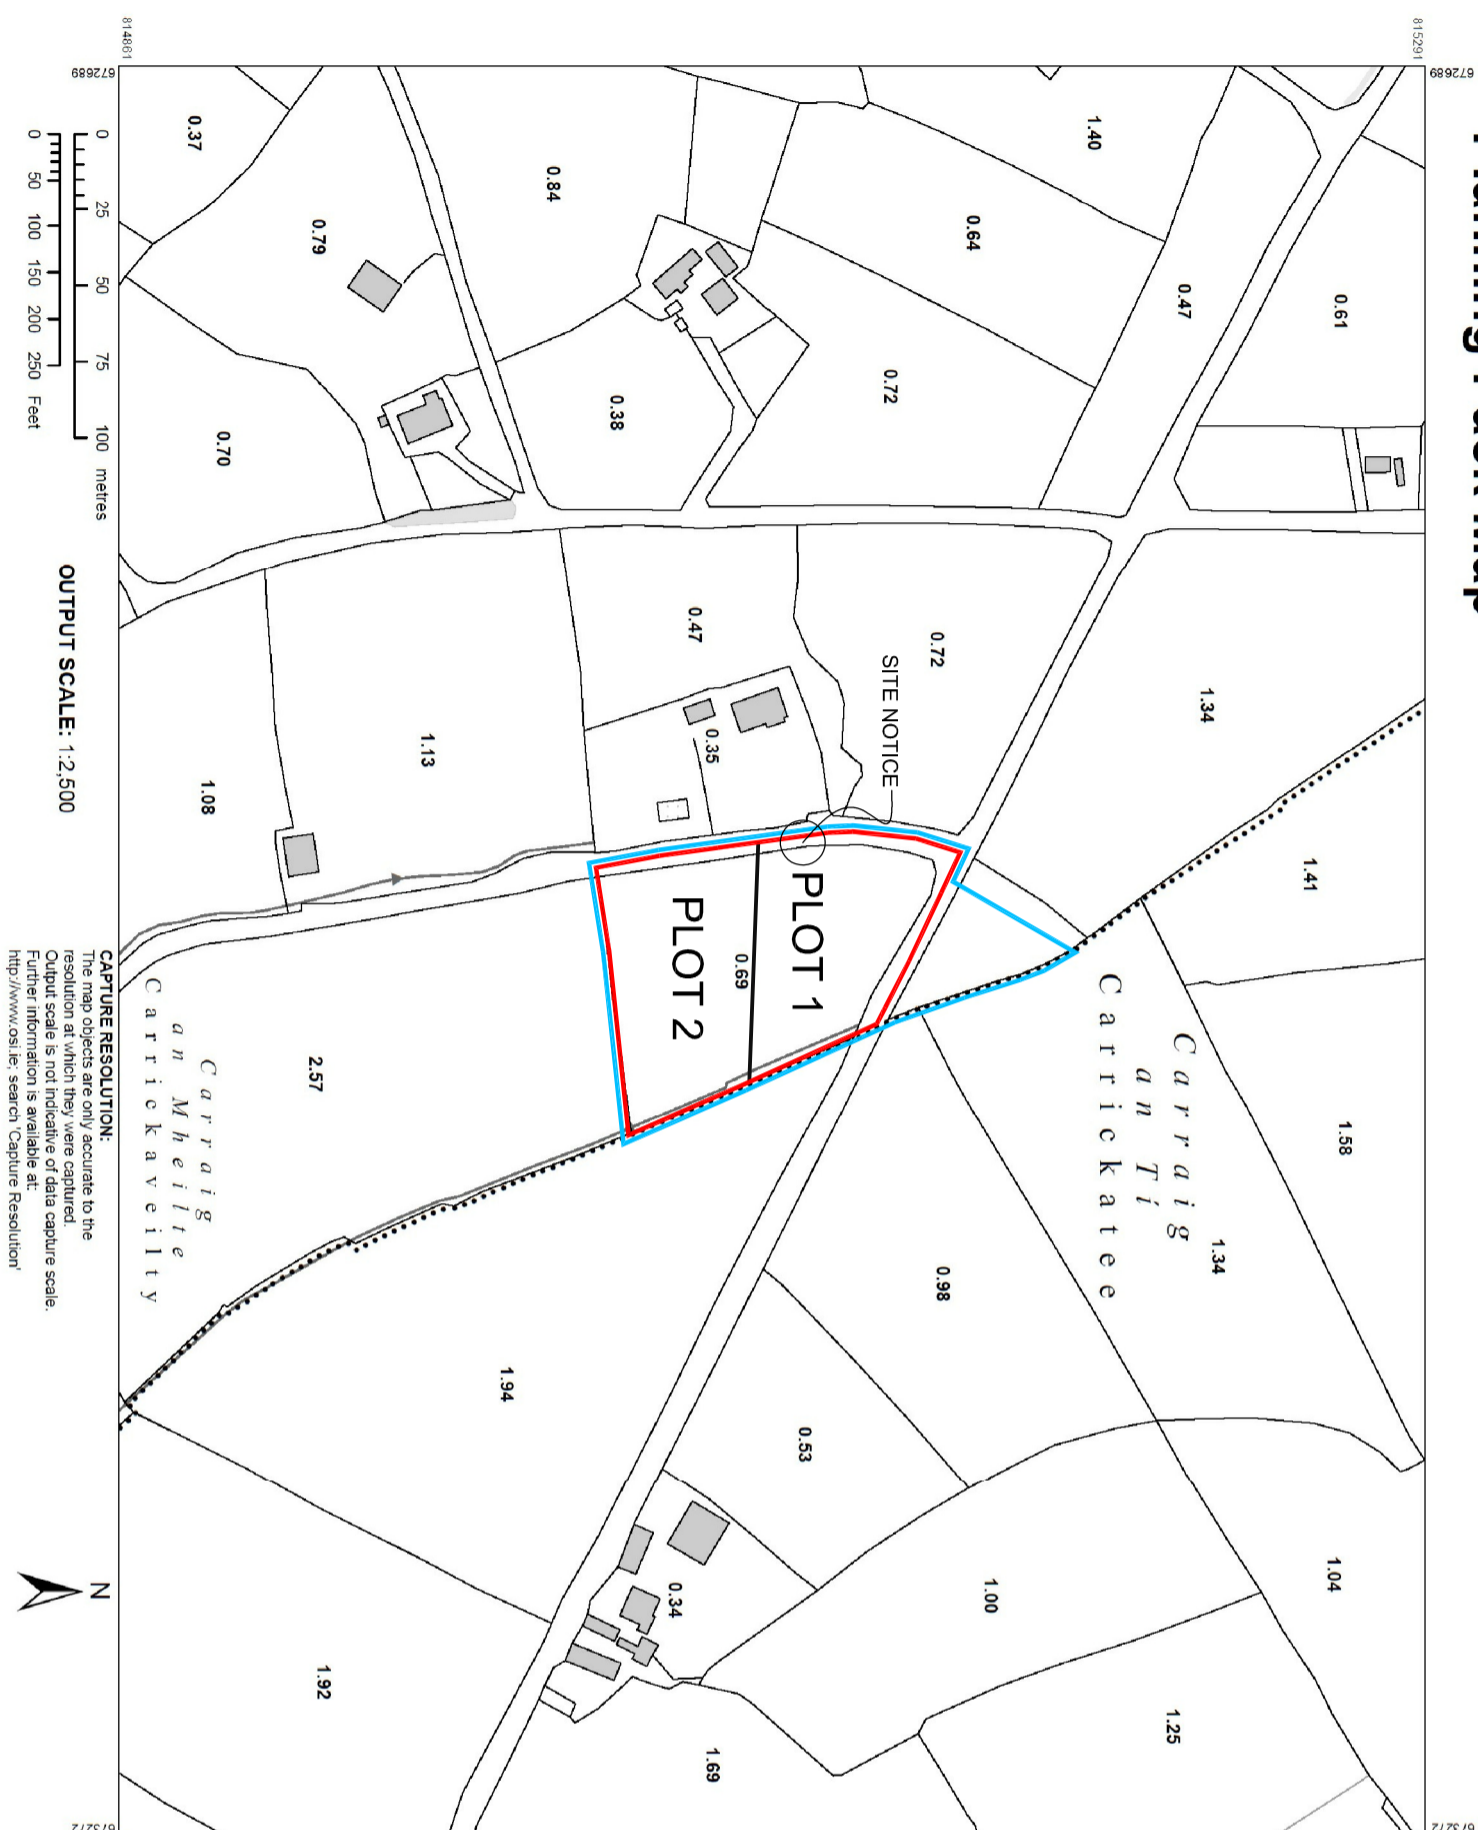 Planning Pack Map
815291
672689
814861
672689
0.37
0.84
1.40
0.79
0.64
0.47
0.61
0.72
0.38
0.70
0.47
0.72
1.34
SITE NOTICE
0.35
1.13
1.08
1.41
PLOT 1
0.69
PLOT 2
Carraig
an Tí
Carrickatee
1.58
1.34
2.57
Carraig
an Mheilte
Carrickaveilty
0.98
1.94
0.53
0.34
1.00
1.04
1.92
1.69
1.25
673272
673272
0 25 50 75 100 metres
0 50 100 150 200 250 Feet
OUTPUT SCALE: 1:2,500
CAPTURE RESOLUTION:
The map objects are only accurate to the
resolution at which they were captured.
Output scale is not indicative of data capture scale.
Further information is available at:
http://www.osi.ie; search 'Capture Resolution'
N